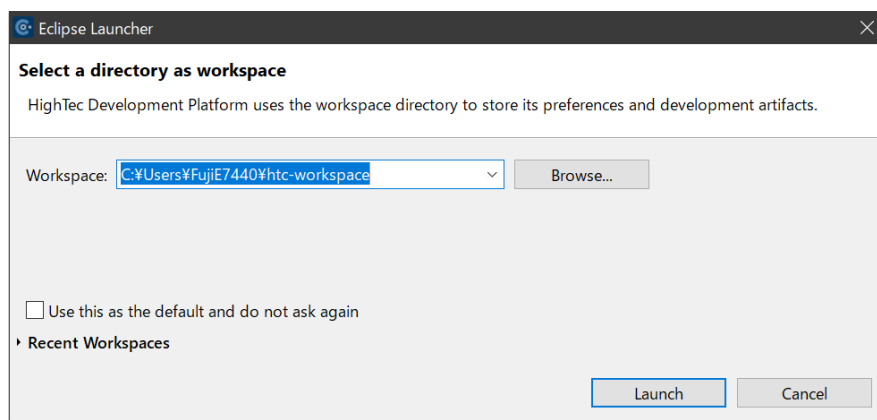 Eclipse Launcher
Select a directory as workspace
HighTec Development Platform uses the workspace directory to store its preferences and development artifacts.
Workspace: C:¥Users¥FujiE7440¥htc-workspace Browse...
Use this as the default and do not ask again
Recent Workspaces
Launch Cancel